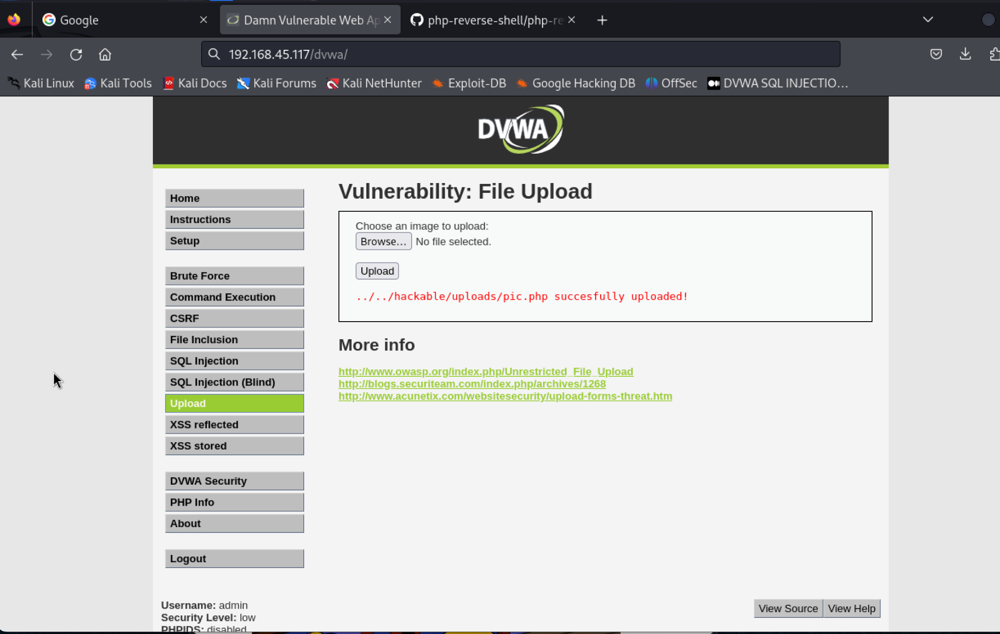 Google
Damn Vulnerable Web Ap
php-reverse-shell/php-re
192.168.45.117/dvwa/
Kali Linux
Kali Tools
Kali Docs
Kali Forums
Kali NetHunter
Exploit-DB
Google Hacking DB
OffSec
DVWA SQL INJECTIO…
DVWA
Home
Instructions
Setup
Brute Force
Command Execution
CSRF
File Inclusion
SQL Injection
SQL Injection (Blind)
Upload
XSS reflected
XSS stored
DVWA Security
PHP Info
About
Logout
Vulnerability: File Upload
Choose an image to upload:
Browse… No file selected.
Upload
../../hackable/uploads/pic.php succesfully uploaded!
More info
http://www.owasp.org/index.php/Unrestricted_File_Upload
http://blogs.securiteam.com/index.php/archives/1268
http://www.acunetix.com/websitesecurity/upload-forms-threat.htm
Username: admin
Security Level: low
PHPIDS: disabled
View Source
View Help